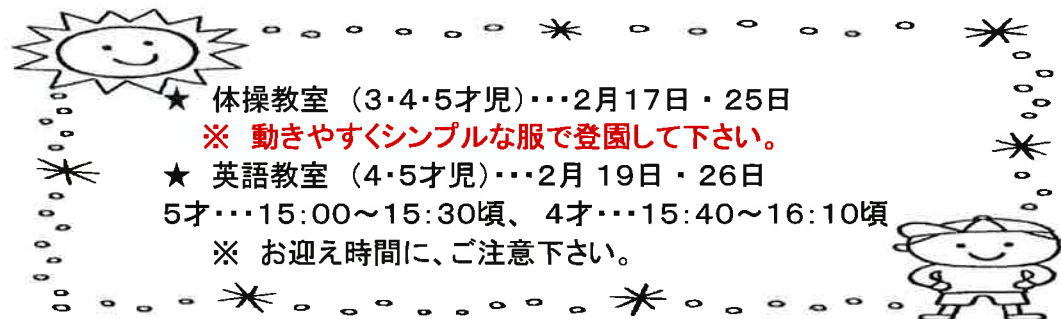 ★ 体操教室 (3・4・5才児)・・・2月17日・25日
※ 動きやすくシンプルな服で登園して下さい。
★ 英語教室 (4・5才児)・・・2月 19日・26日
5才・・・15:00～15:30頃、 4才・・・15:40～16:10頃
※ お迎え時間に、ご注意下さい。